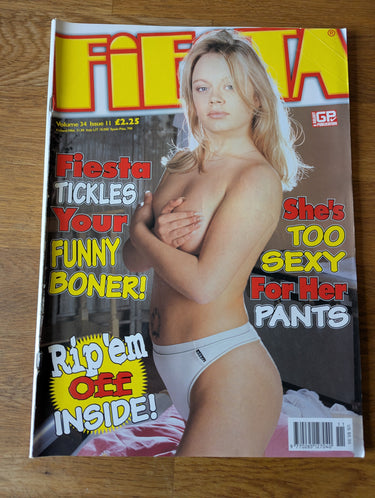 FiESTA®
Volume 34 Issue 11 £2.25
GP
Fiesta
TICKLES
Your
FUNNY
BONER!
She's
TOO
SEXY
For Her
PANTS
Rip'em
OFF
INSIDE!